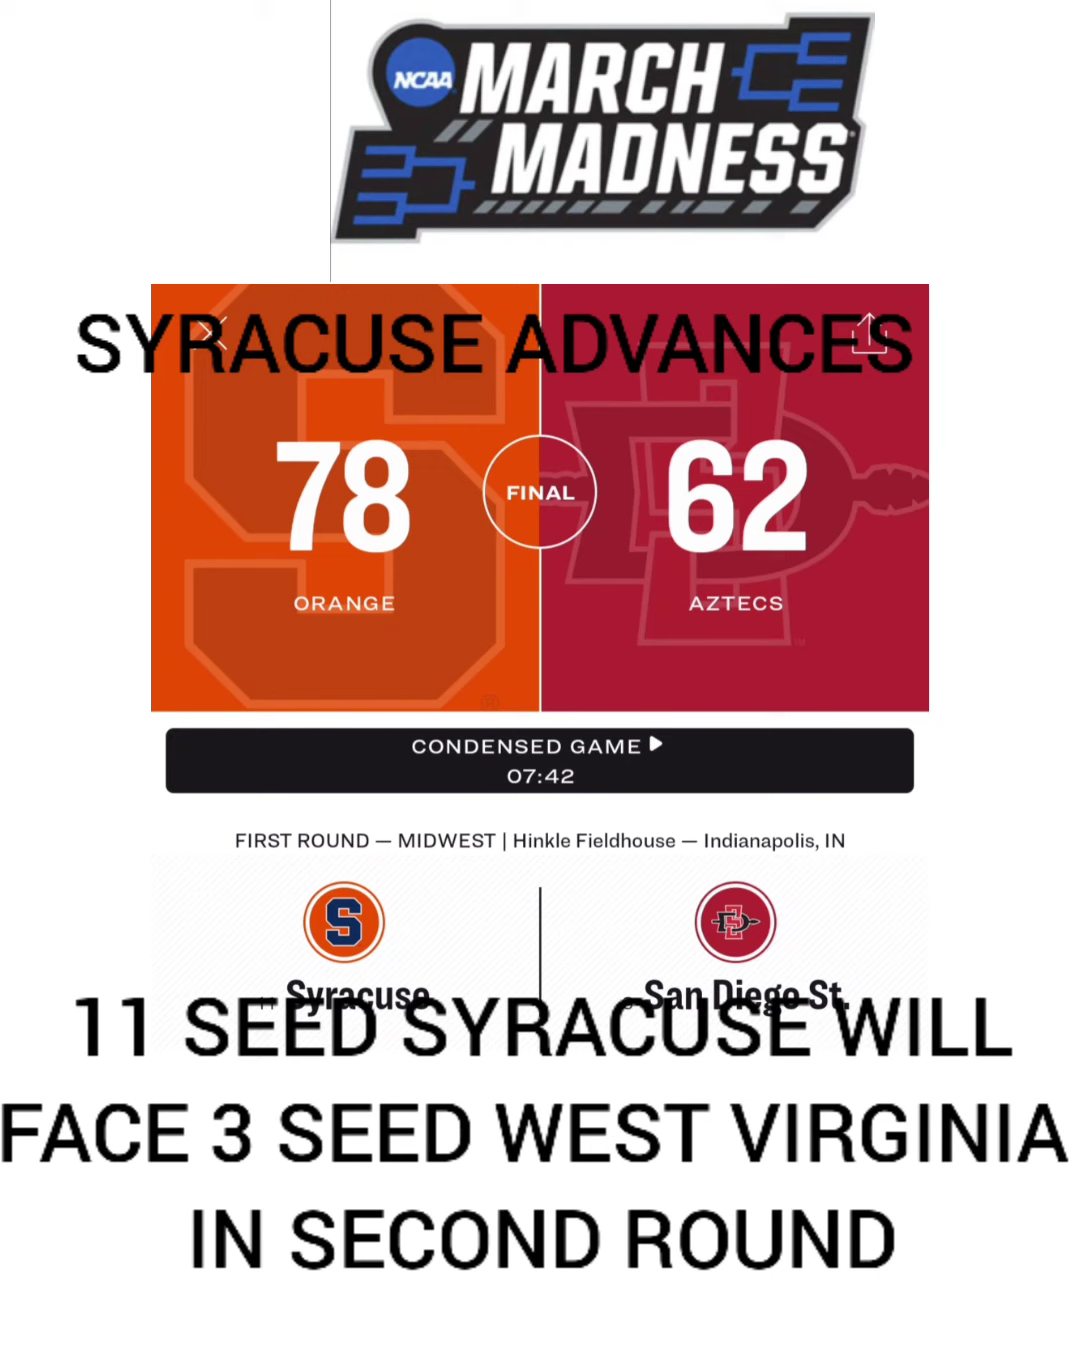 NCAA MARCH
MADNESS
SYRACUSE ADVANCES
78 62
FINAL
ORANGE AZTECS
CONDENSED GAME
07:42
FIRST ROUND — MIDWEST | Hinkle Fieldhouse — Indianapolis, IN
Syracuse San Diego St.
11 SEED SYRACUSE WILL
FACE 3 SEED WEST VIRGINIA
IN SECOND ROUND